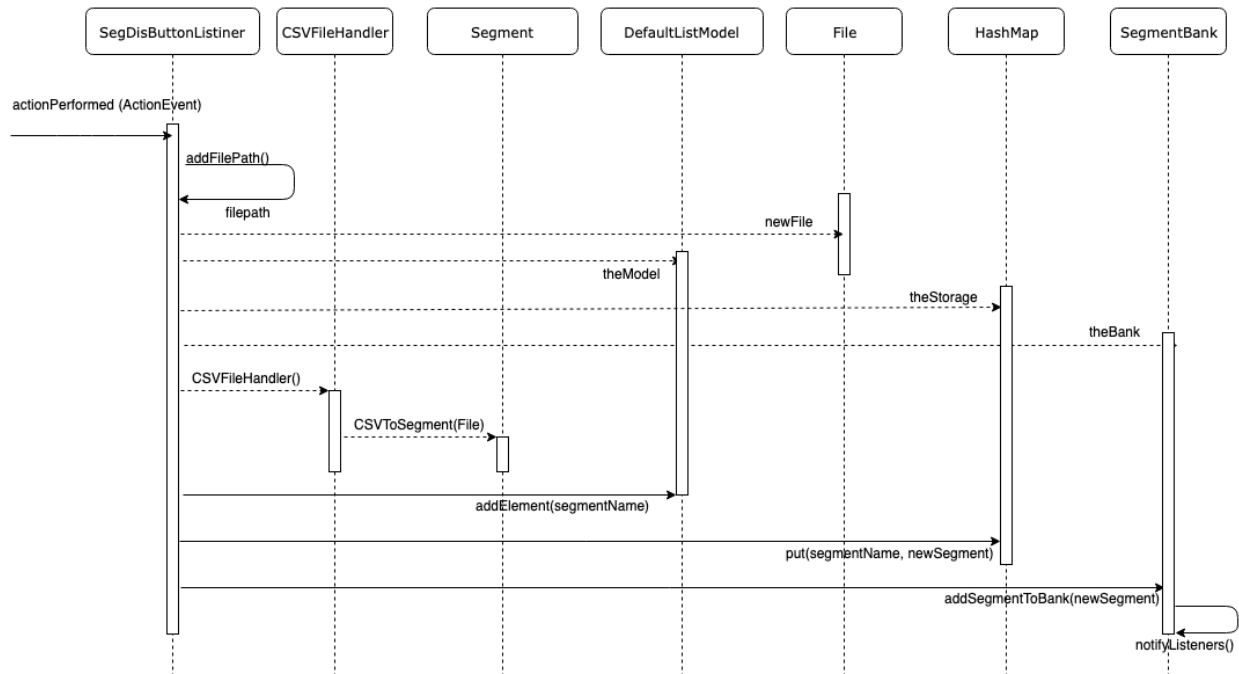 SegDisButtonListiner
CSVFileHandler
Segment
DefaultListModel
File
HashMap
SegmentBank
actionPerformed (ActionEvent)
addFilePath()
filepath
newFile
theModel
theStorage
theBank
CSVFileHandler()
CSVToSegment(File)
addElement(segmentName)
put(segmentName, newSegment)
addSegmentToBank(newSegment)
notifyListeners()